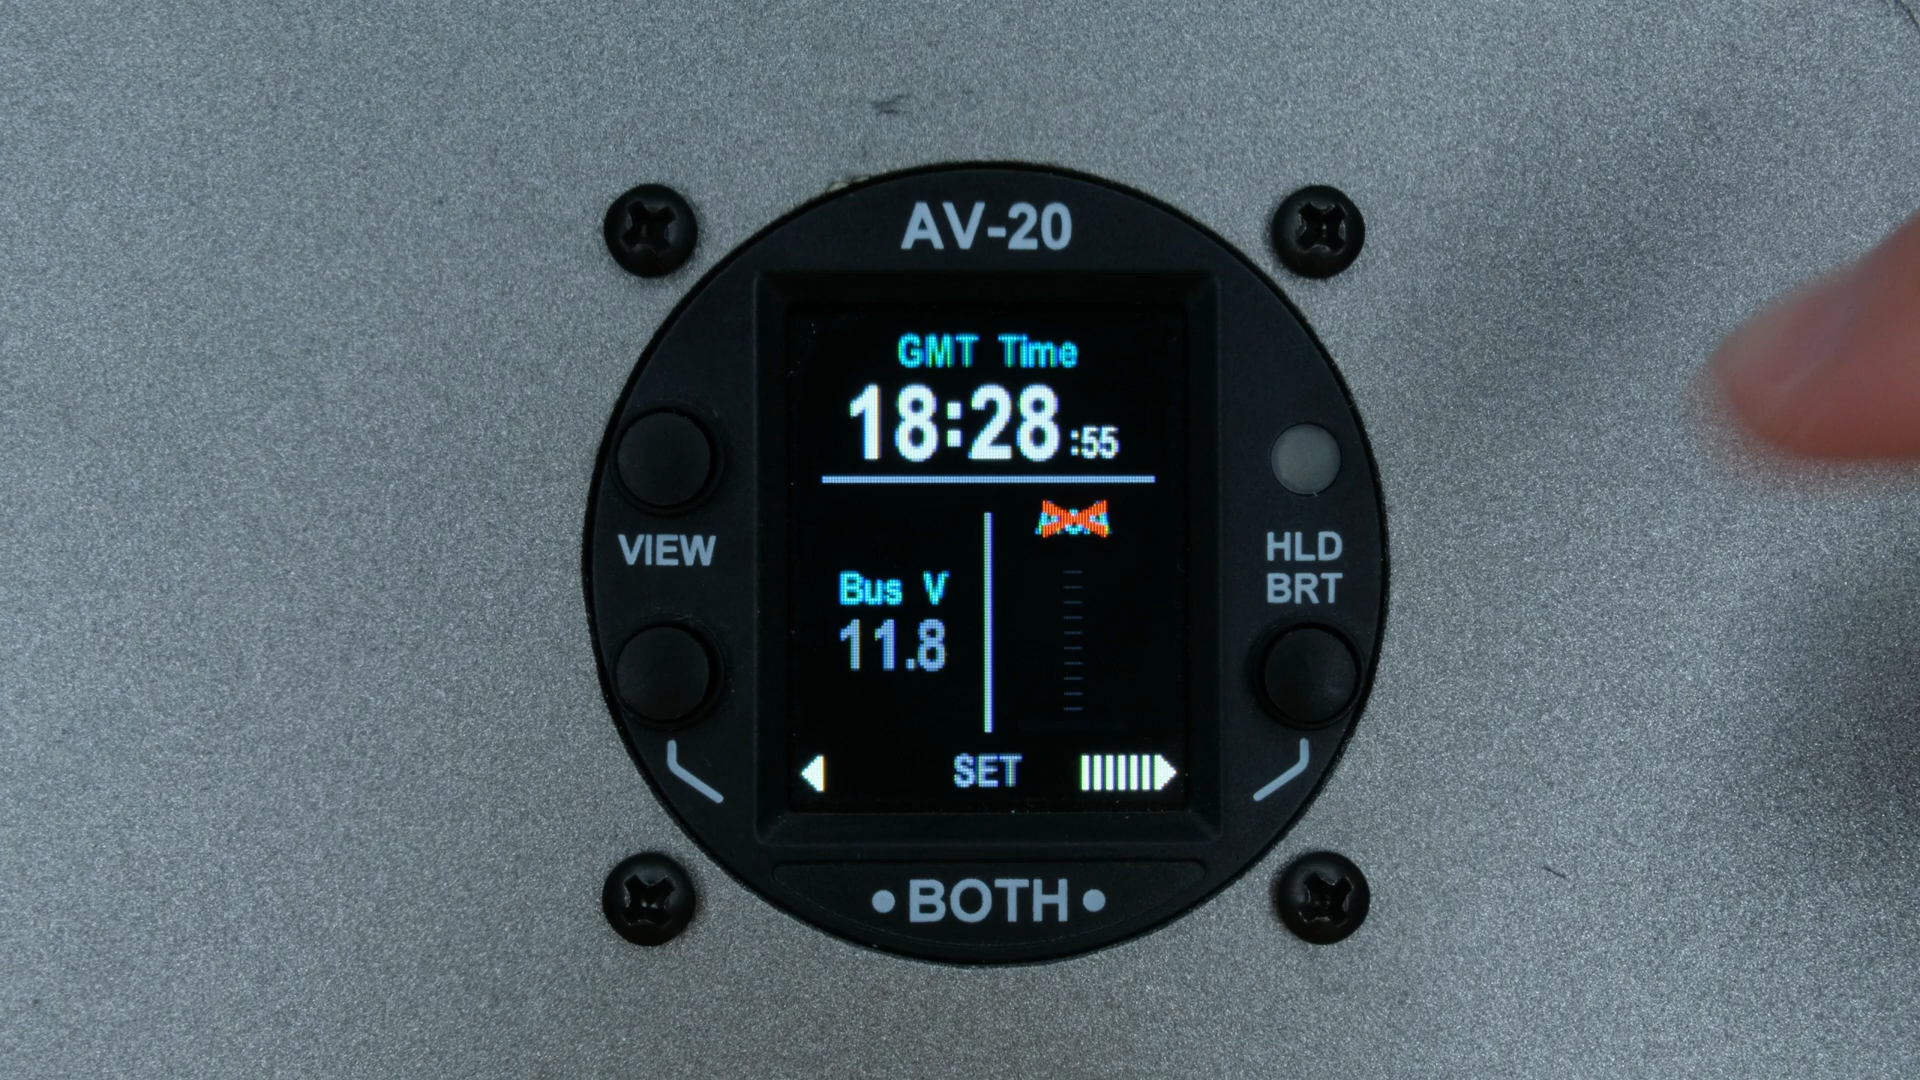 AV-20
GMT Time
18:28:55
VIEW
HLD
BRT
Bus V
11.8
SET
•BOTH•